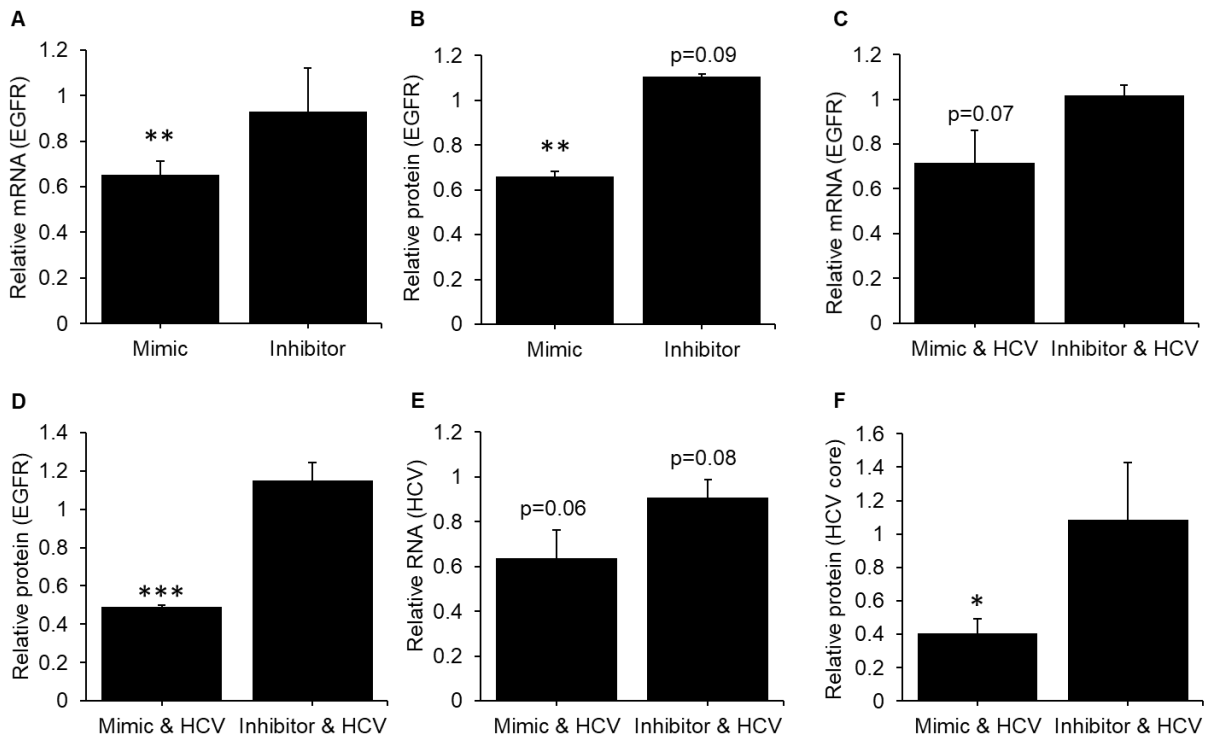 A
Relative mRNA (EGFR)
1.2
1
0.8
0.6
0.4
0.2
0
**
Mimic Inhibitor
B
Relative protein (EGFR)
1.2
1
0.8
0.6
0.4
0.2
0
**
p=0.09
Mimic Inhibitor
C
Relative mRNA (EGFR)
1.2
1
0.8
0.6
0.4
0.2
0
p=0.07
Mimic & HCV Inhibitor & HCV
D
Relative protein (EGFR)
1.4
1.2
1
0.8
0.6
0.4
0.2
0
***
Mimic & HCV Inhibitor & HCV
E
Relative RNA (HCV)
1.2
1
0.8
0.6
0.4
0.2
0
p=0.06
p=0.08
Mimic & HCV Inhibitor & HCV
F
Relative protein (HCV core)
1.6
1.4
1.2
1
0.8
0.6
0.4
0.2
0
*
Mimic & HCV Inhibitor & HCV